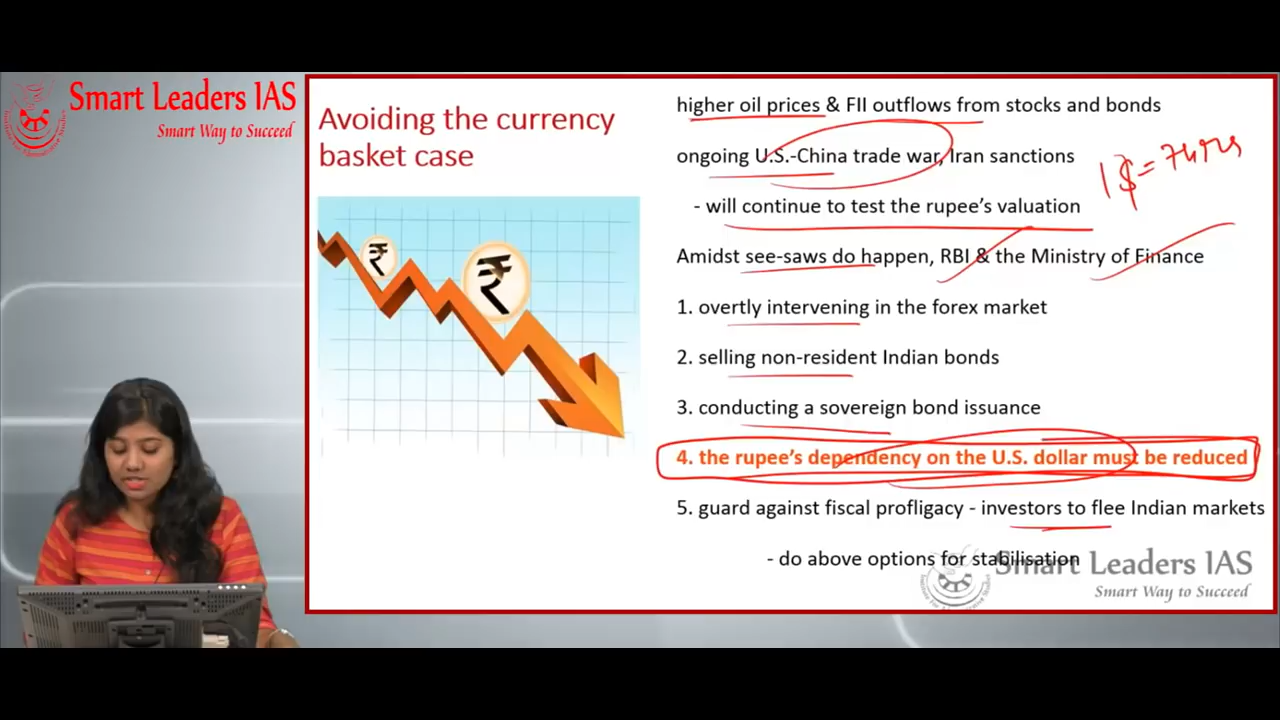 Smart Leaders IAS
Smart Way to Succeed
Avoiding the currency
basket case
₹
₹
higher oil prices & FII outflows from stocks and bonds
ongoing U.S.-China trade war, Iran sanctions
1$ = 74rs
- will continue to test the rupee's valuation
Amidst see-saws do happen, RBI & the Ministry of Finance
1. overtly intervening in the forex market
2. selling non-resident Indian bonds
3. conducting a sovereign bond issuance
4. the rupee's dependency on the U.S. dollar must be reduced
5. guard against fiscal profligacy - investors to flee Indian markets
- do above options for stabilisation
Smart Leaders IAS
Smart Way to Succeed